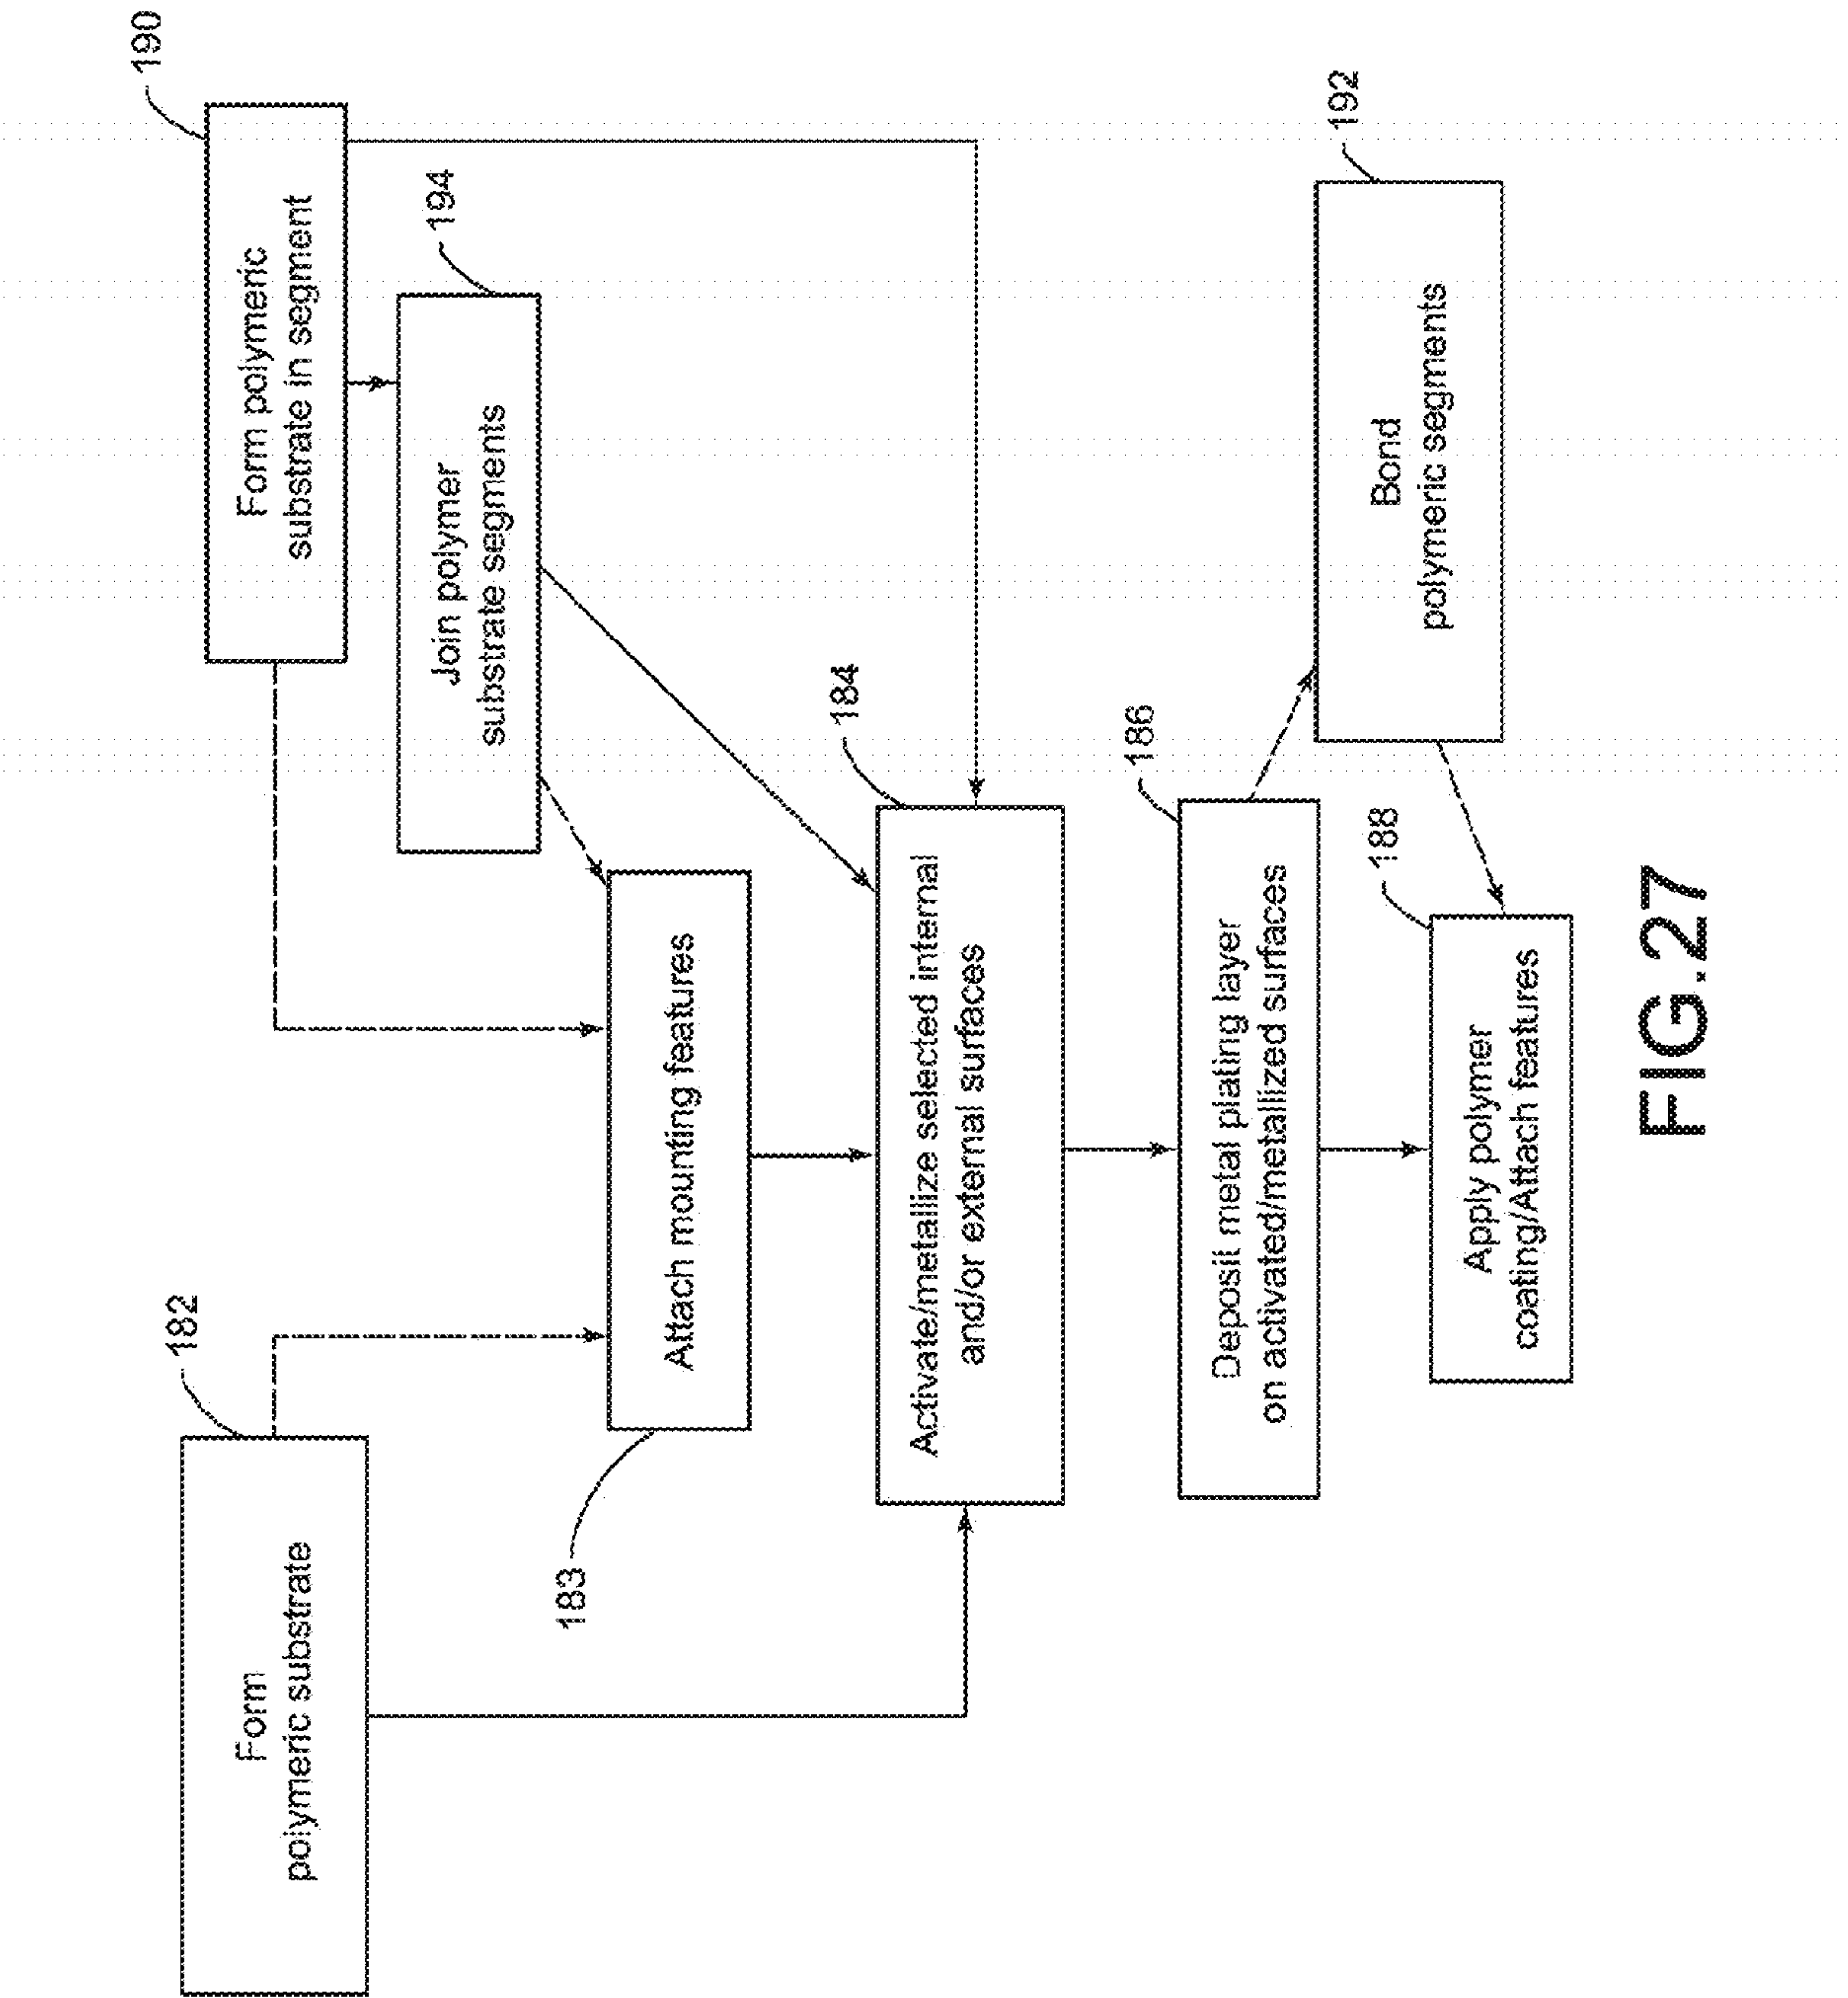 182
Form
polymeric substrate
190
Form polymeric
substrate in segment
194
Join polymer
substrate segments
183
Attach mounting features
184
Activate/metallize selected internal
and/or external surfaces
186
Deposit metal plating layer
on activated/metallized surfaces
192
Bond
polymeric segments
188
Apply polymer
coating/Attach features
FIG.27